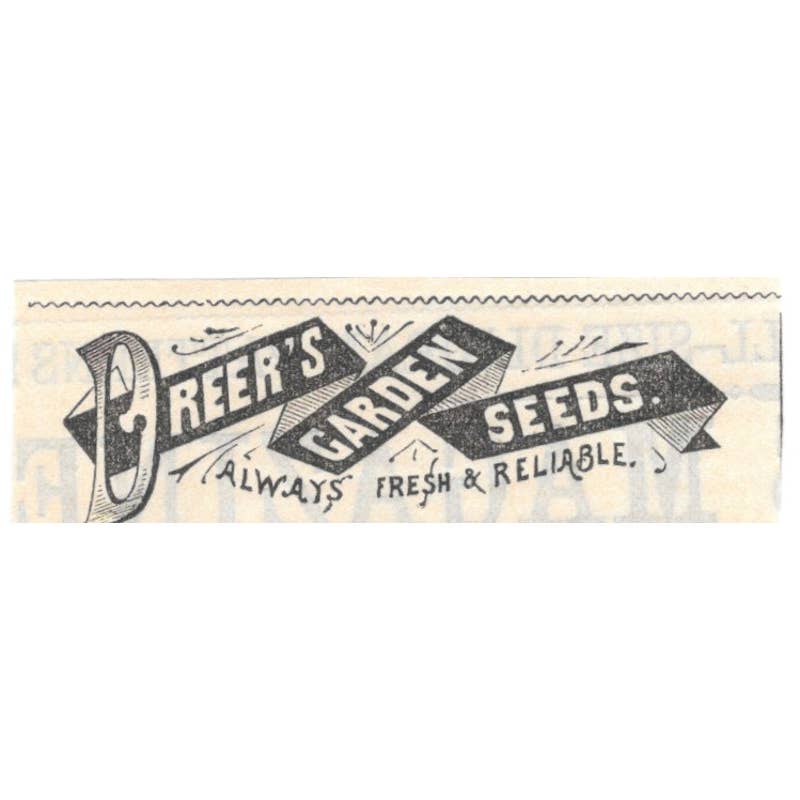 DREER'S GARDEN SEEDS.
ALWAYS FRESH & RELIABLE.